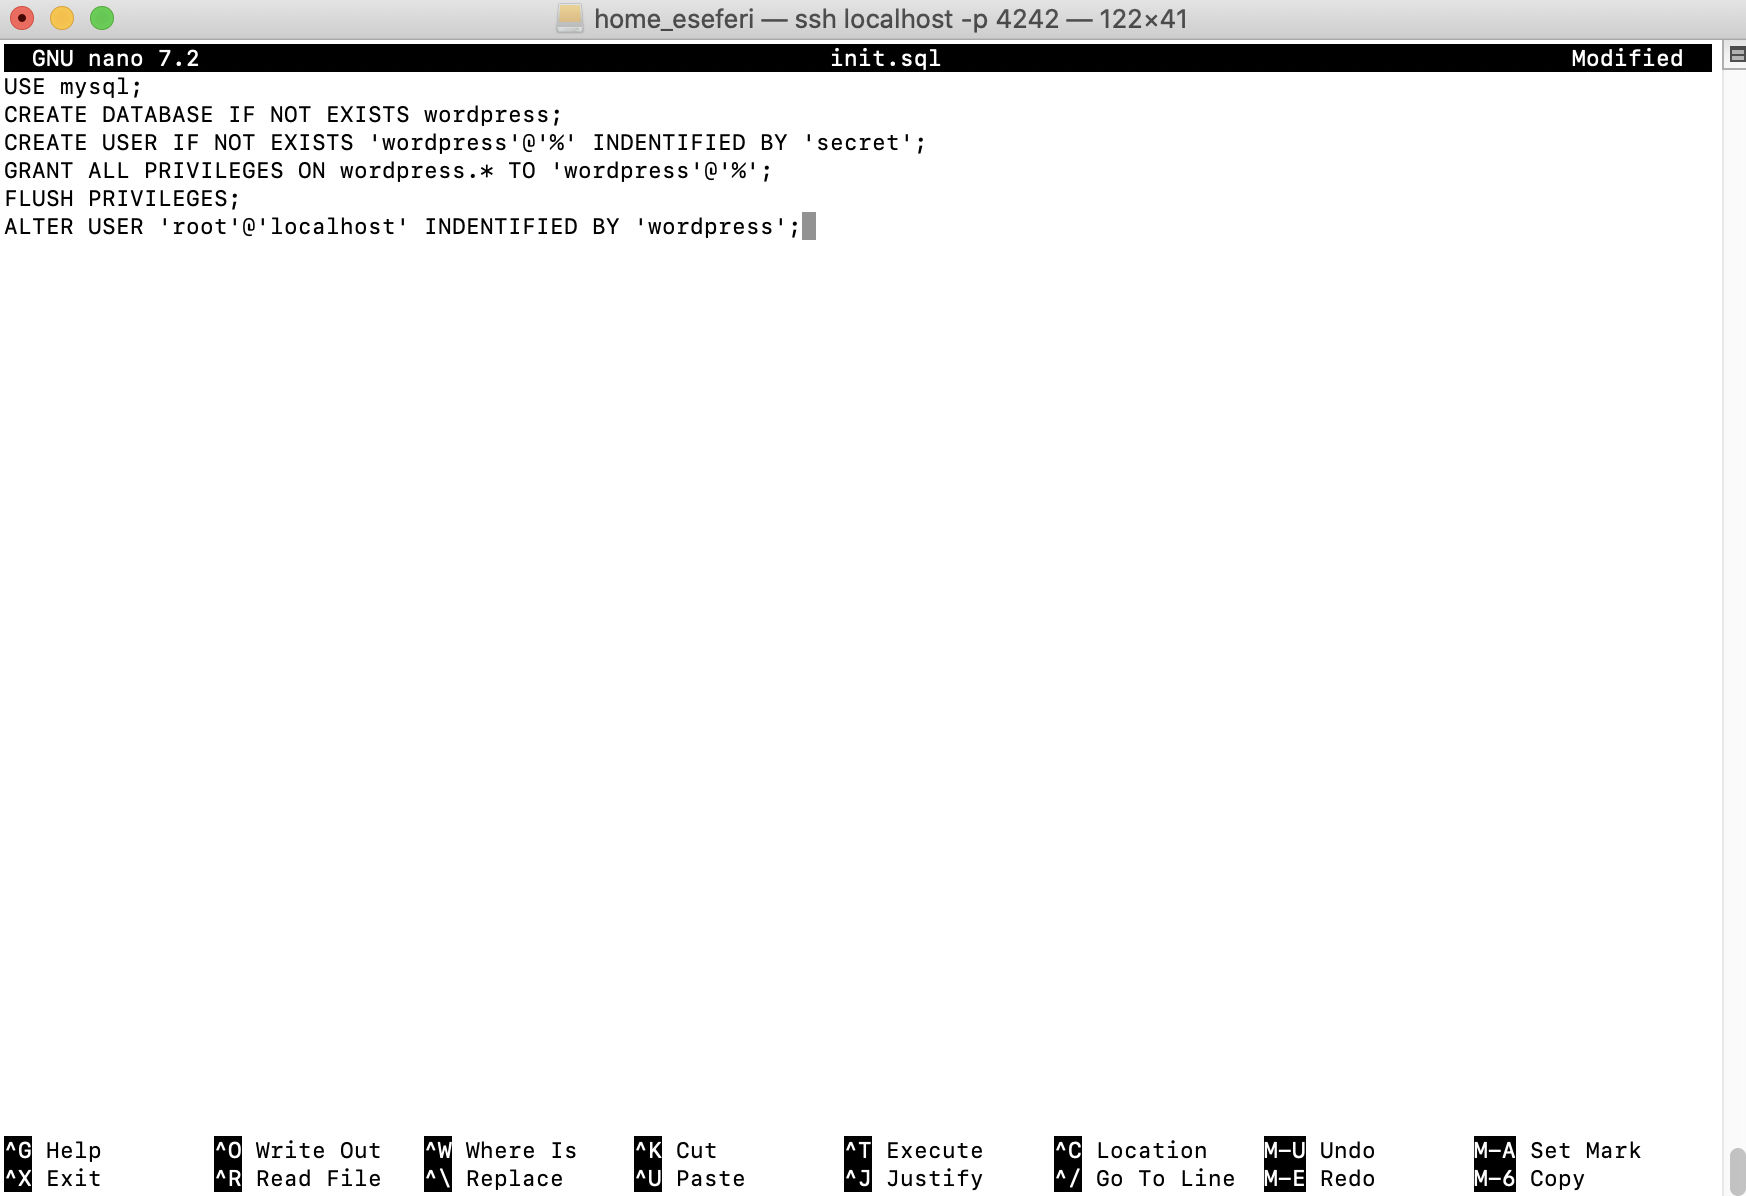 home_eseferi — ssh localhost -p 4242 — 122×41
GNU nano 7.2 init.sql Modified
USE mysql;
CREATE DATABASE IF NOT EXISTS wordpress;
CREATE USER IF NOT EXISTS 'wordpress'@'%' INDENTIFIED BY 'secret';
GRANT ALL PRIVILEGES ON wordpress.* TO 'wordpress'@'%';
FLUSH PRIVILEGES;
ALTER USER 'root'@'localhost' INDENTIFIED BY 'wordpress';
^G Help ^O Write Out ^W Where Is ^K Cut ^T Execute ^C Location M-U Undo M-A Set Mark
^X Exit ^R Read File ^\ Replace ^U Paste ^J Justify ^/ Go To Line M-E Redo M-6 Copy